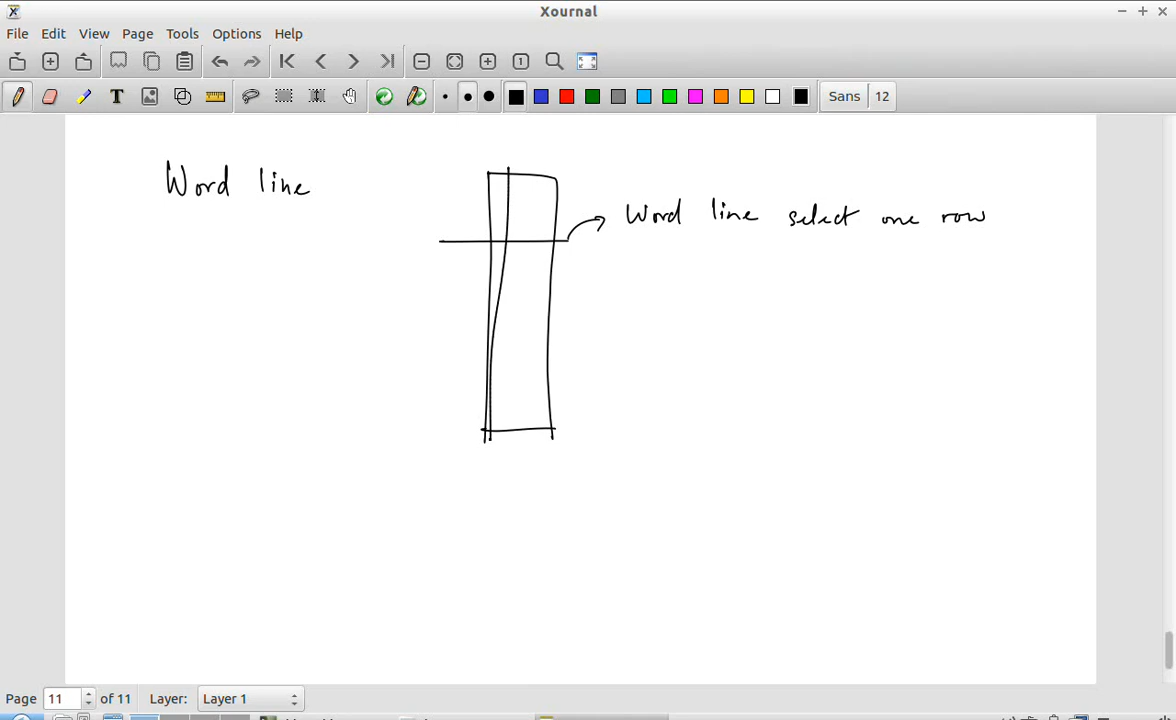 Xournal
File Edit View Page Tools Options Help
Sans 12
Word line
Word line select one row
Page 11 of 11 Layer: Layer 1